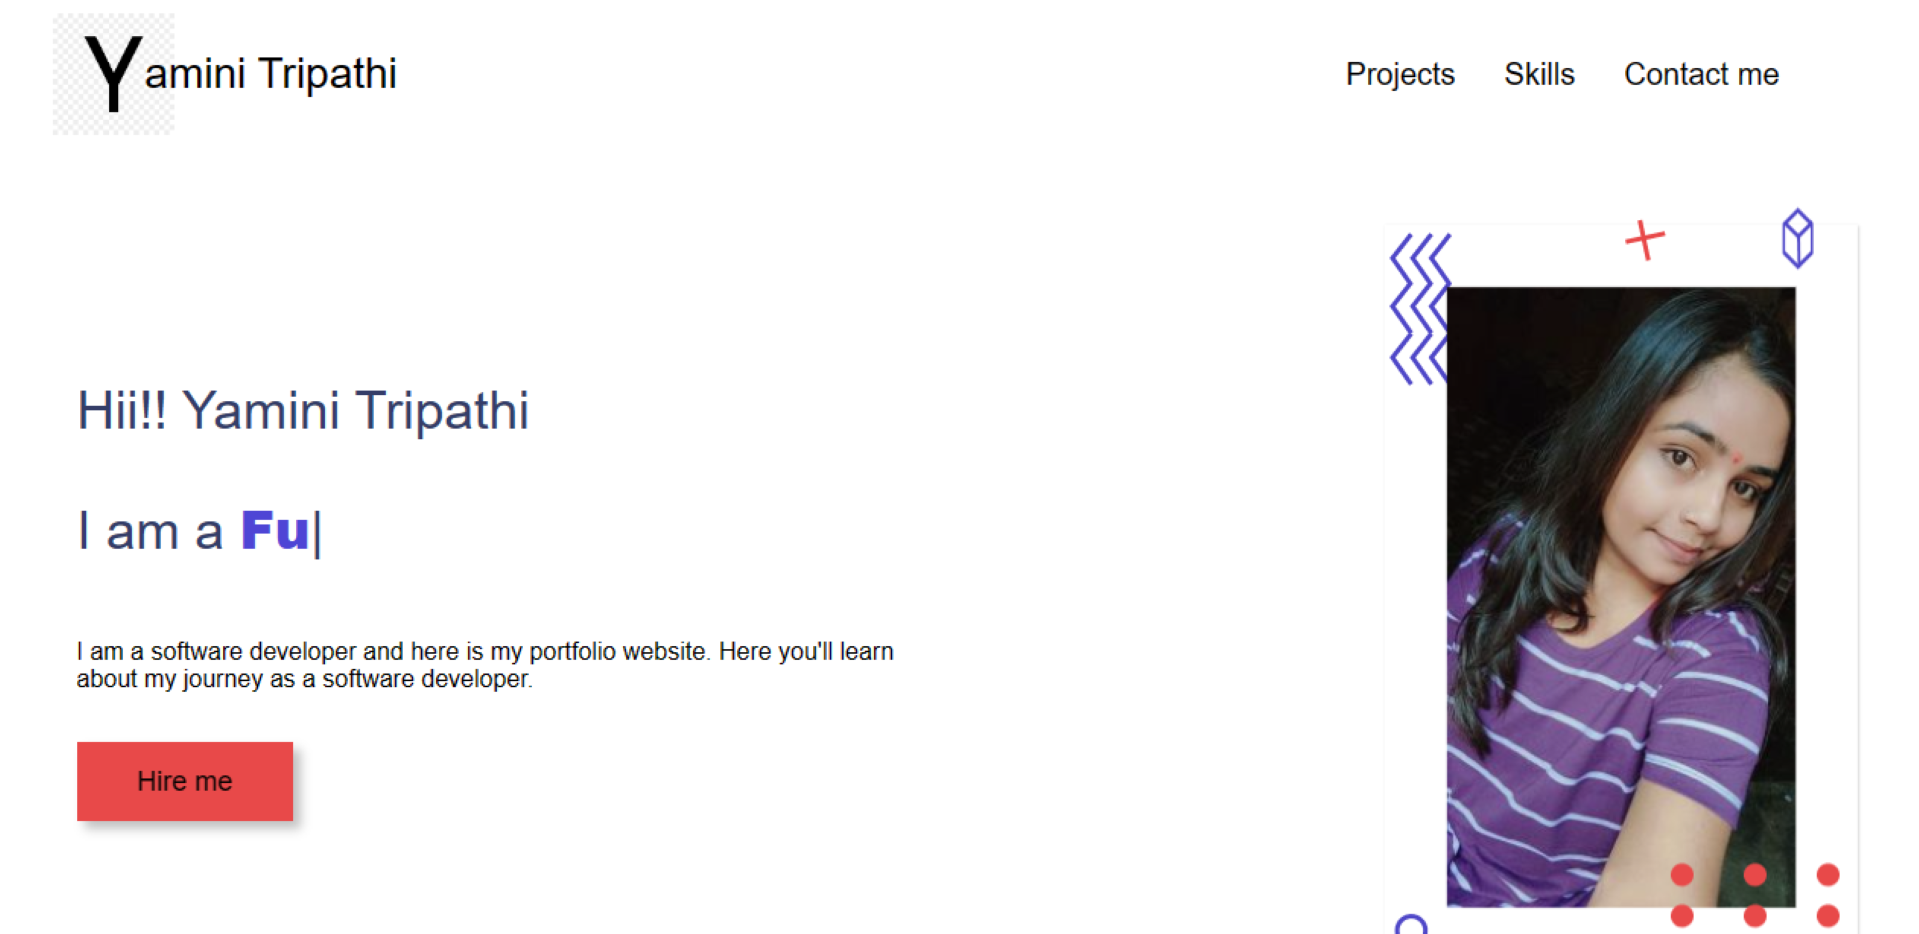 Yamini Tripathi
Projects Skills Contact me
Hii!! Yamini Tripathi
I am a Fu|
I am a software developer and here is my portfolio website. Here you'll learn
about my journey as a software developer.
Hire me